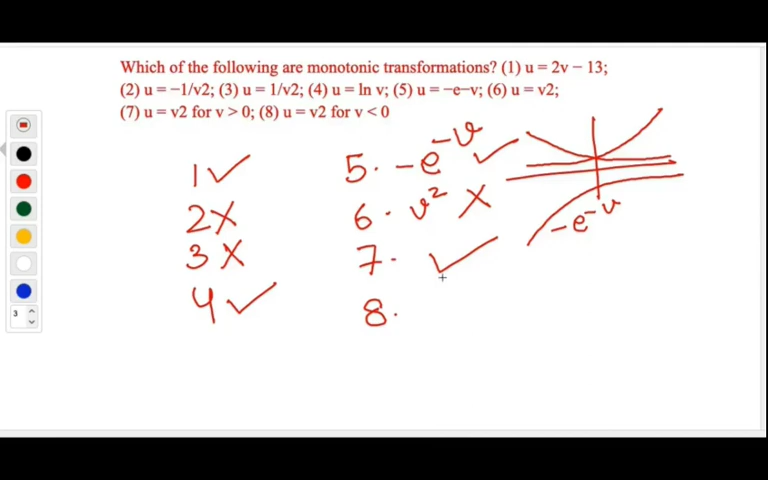 Which of the following are monotonic transformations? (1) u = 2v − 13;
(2) u = −1/v2; (3) u = 1/v2; (4) u = ln v; (5) u = −e−v; (6) u = v2;
(7) u = v2 for v > 0; (8) u = v2 for v < 0
1 ✓
2 X
3 X
4 ✓
5. -e^-v ✓
6. v² X
7. ✓
8.
-e^-v
3